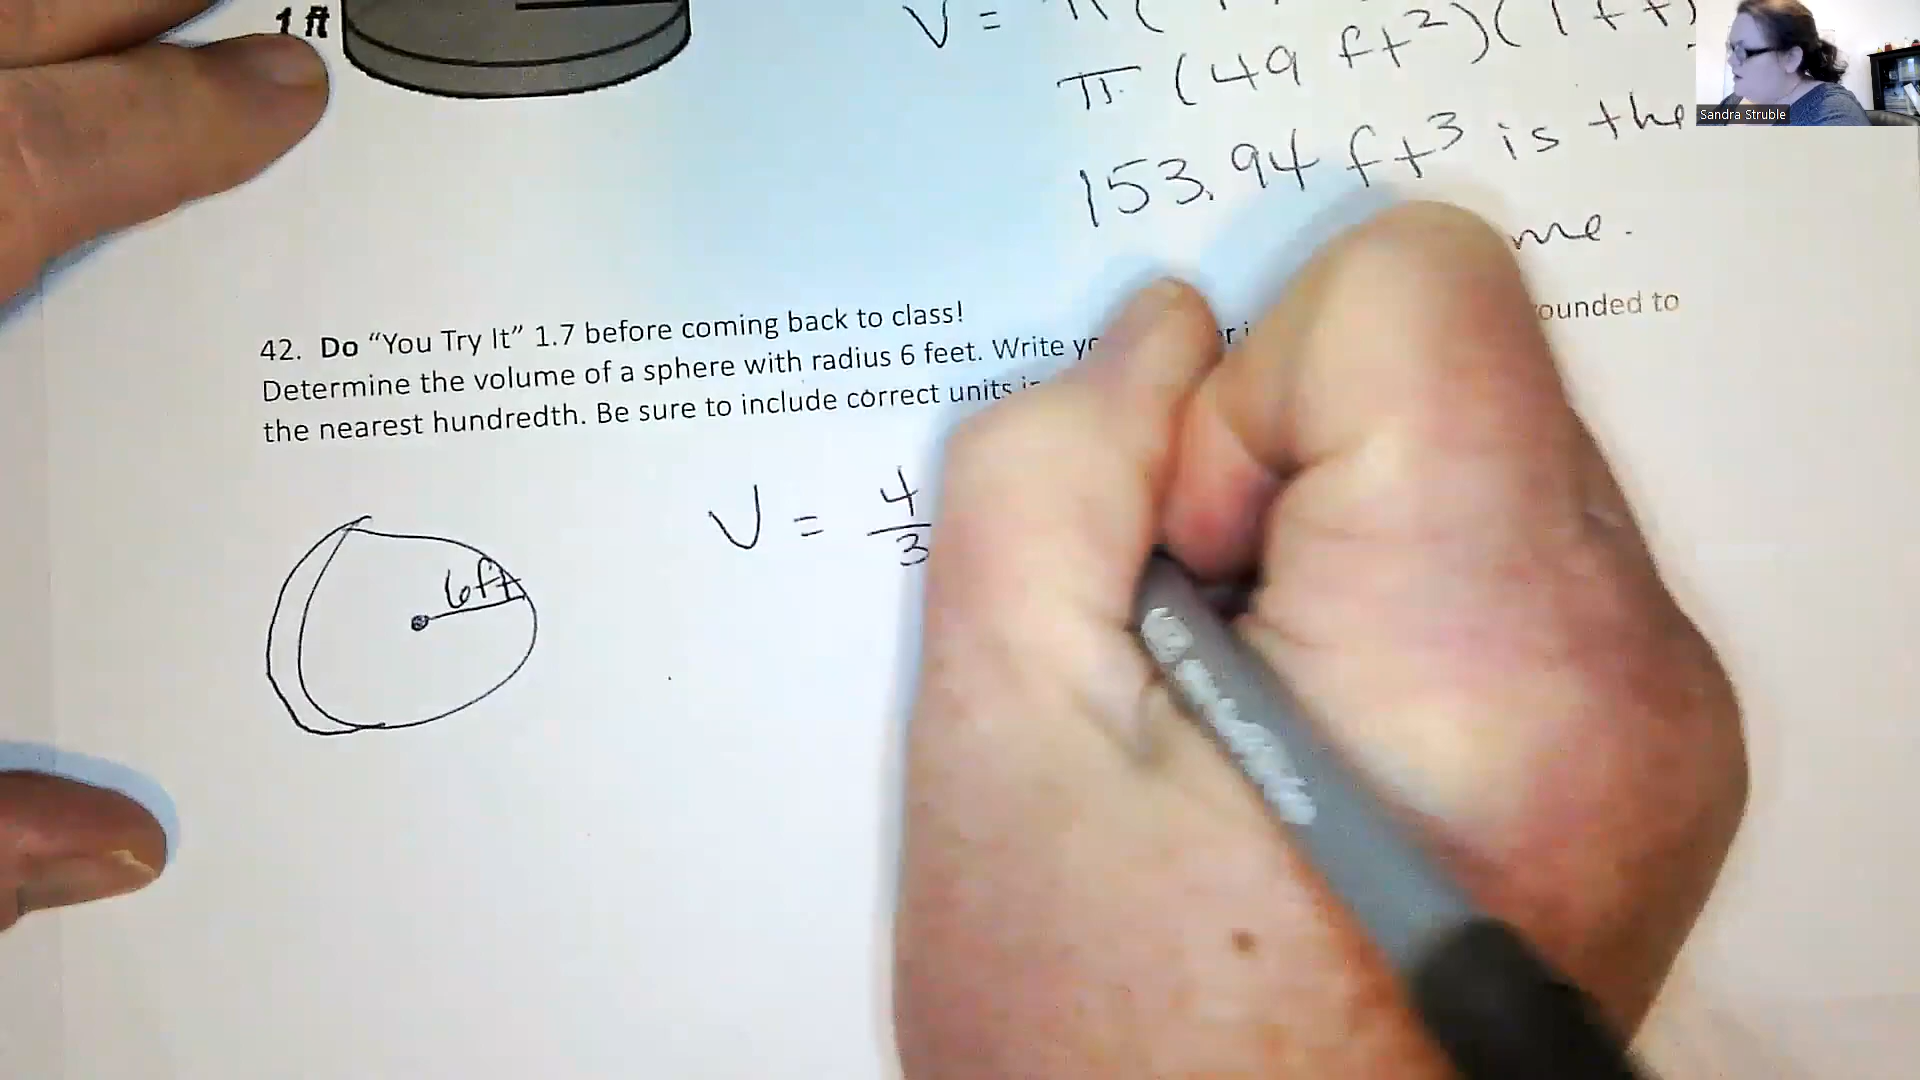 1 ft
V =
π (49 ft²)(1 ft)
Sandra Struble
153.94 ft³ is the
me.
42. Do “You Try It” 1.7 before coming back to class!
Determine the volume of a sphere with radius 6 feet. Write ounded to
the nearest hundredth. Be sure to include correct units
6ft
V = 4/3